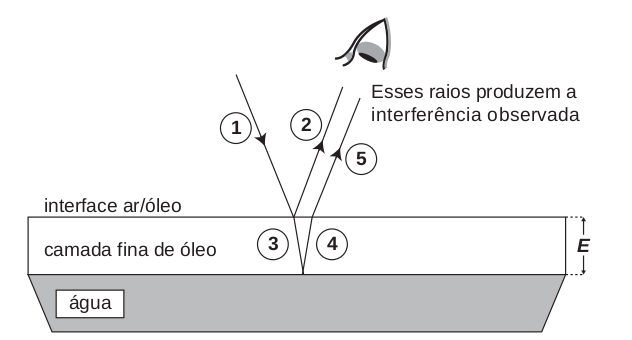 Esses raios produzem a
interferência observada
1
2
5
interface ar/óleo
camada fina de óleo
3
4
E
água